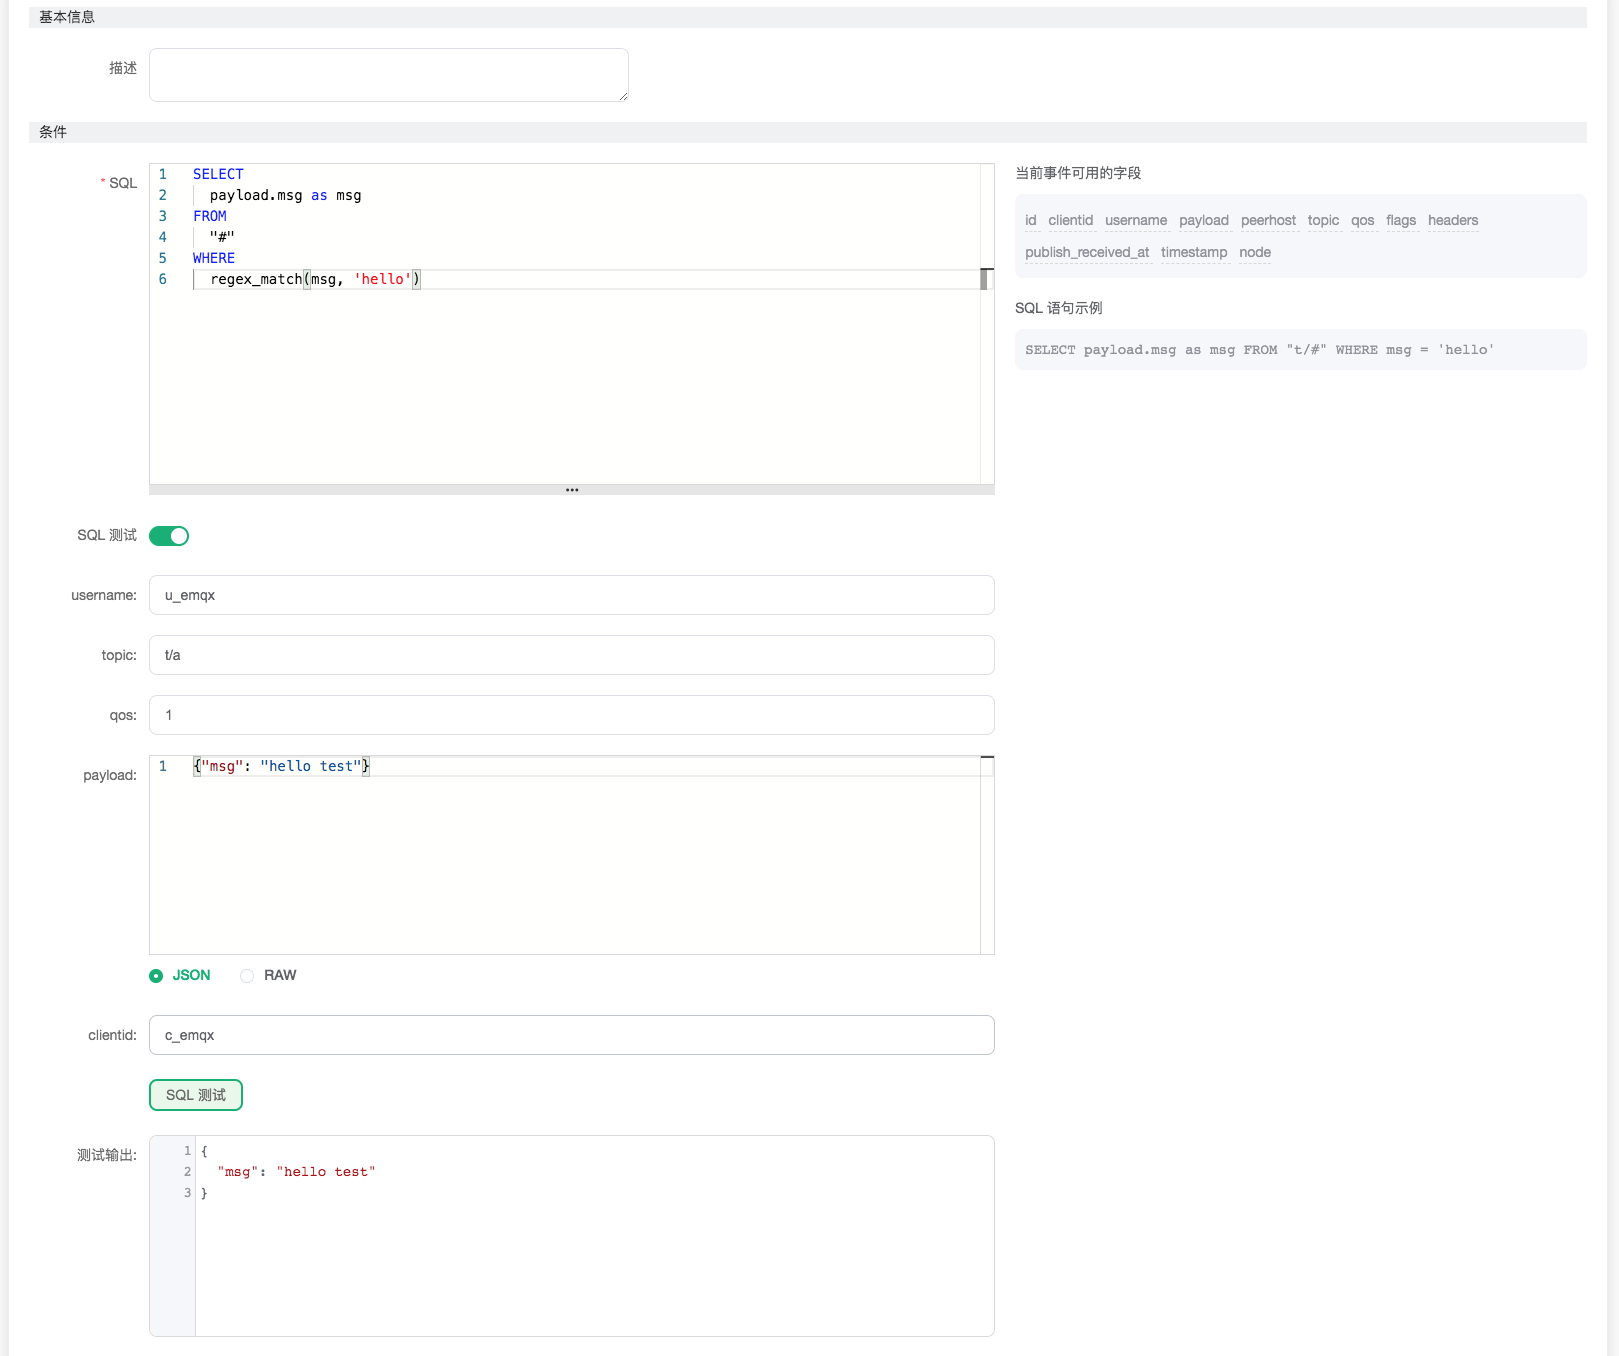 基本信息
描述
条件
* SQL
1 SELECT
2 payload.msg as msg
3 FROM
4 "#"
5 WHERE
6 regex_match(msg, 'hello')
当前事件可用的字段
id clientid username payload peerhost topic qos flags headers
publish_received_at timestamp node
SQL 语句示例
SELECT payload.msg as msg FROM "t/#" WHERE msg = 'hello'
SQL 测试
username: u_emqx
topic: t/a
qos: 1
payload: 1 {"msg": "hello test"}
JSON RAW
clientid: c_emqx
SQL 测试
测试输出:
1 {
2 "msg": "hello test"
3 }